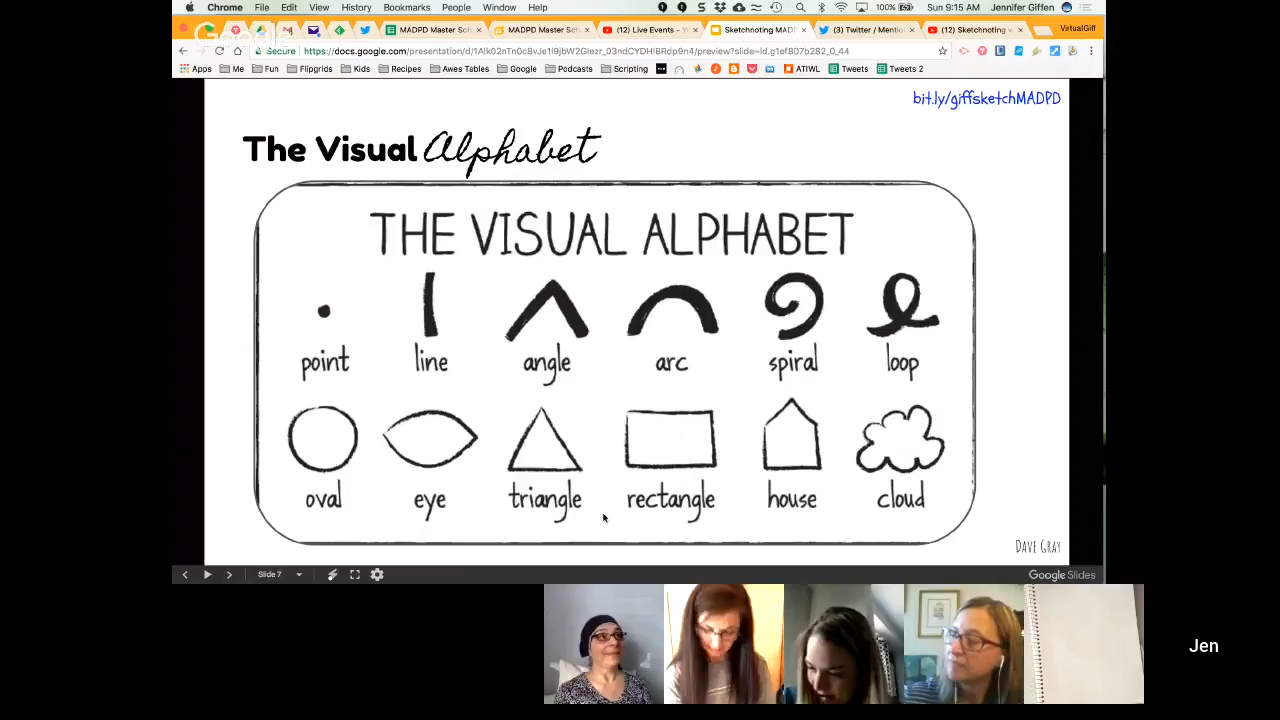 Chrome File Edit View History Bookmarks People Window Help 100% Sun 9:15 AM Jennifer Giffen
MADPD Master Sch MADPD Master Sch (12) Live Events - Yo Sketchnoting MADP (3) Twitter / Mention (12) Sketchnoting w VirtualGiff
Secure https://docs.google.com/presentation/d/1AIk02nTn0c8vJe1l9jbW2Glezr_03ndCYDHlBRdp9n4/preview?slide=id.g1ef807b282_0_44
Apps Me Fun Flipgrids Kids Recipes Awes Tables Google Podcasts Scripting ATIWL Tweets Tweets 2
bit.ly/giffsketchMADPD
The Visual Alphabet
THE VISUAL ALPHABET
point line angle arc spiral loop
oval eye triangle rectangle house cloud
DAVE GRAY
Slide 7 Google Slides
Jen